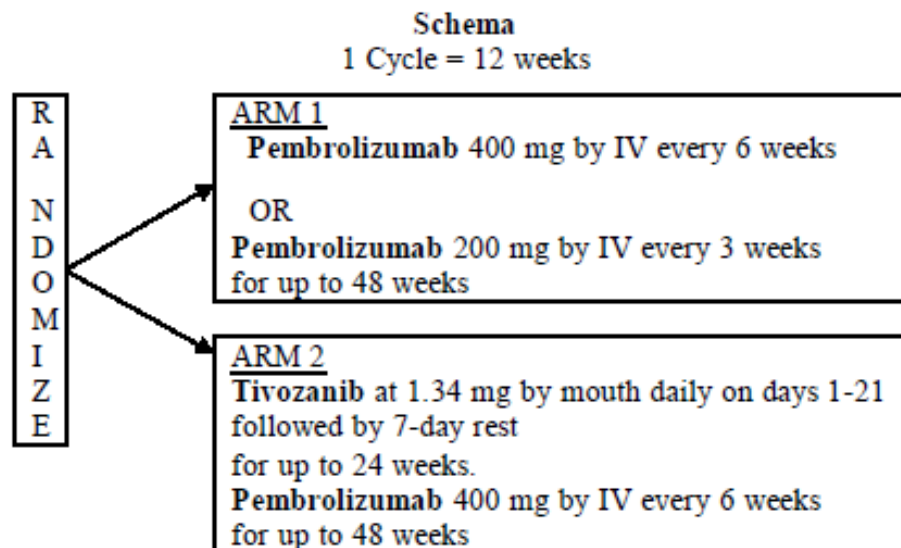 Schema
1 Cycle = 12 weeks
R
A
N
D
O
M
I
Z
E
ARM 1
Pembrolizumab 400 mg by IV every 6 weeks
OR
Pembrolizumab 200 mg by IV every 3 weeks
for up to 48 weeks
ARM 2
Tivozanib at 1.34 mg by mouth daily on days 1-21
followed by 7-day rest
for up to 24 weeks.
Pembrolizumab 400 mg by IV every 6 weeks
for up to 48 weeks